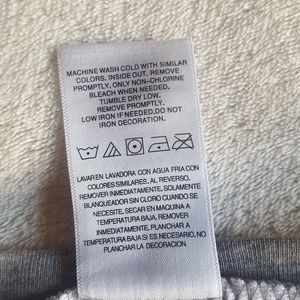 MACHINE WASH COLD WITH SIMILAR
COLORS, INSIDE OUT, REMOVE
PROMPTLY. ONLY NON-CHLORINE
BLEACH WHEN NEEDED.
TUMBLE DRY LOW.
REMOVE PROMPTLY.
LOW IRON IF NEEDED,DO NOT
IRON DECORATION.
LAVAR EN LAVADORA CON AGUA FRIA CON
COLORES SIMILARES, AL REVERSO,
REMOVER INMEDIATAMENTE, SOLAMENTE
BLANQUEADOR SIN CLORO CUANDO SE
NECESITE, SECAR EN MAQUINA A
TEMPERATURA BAJA, REMOVER
INMEDIATAMENTE, PLANCHAR A
TEMPERATURA BAJA SI ES NECESARIO, NO
PLANCHAR LA DECORACION